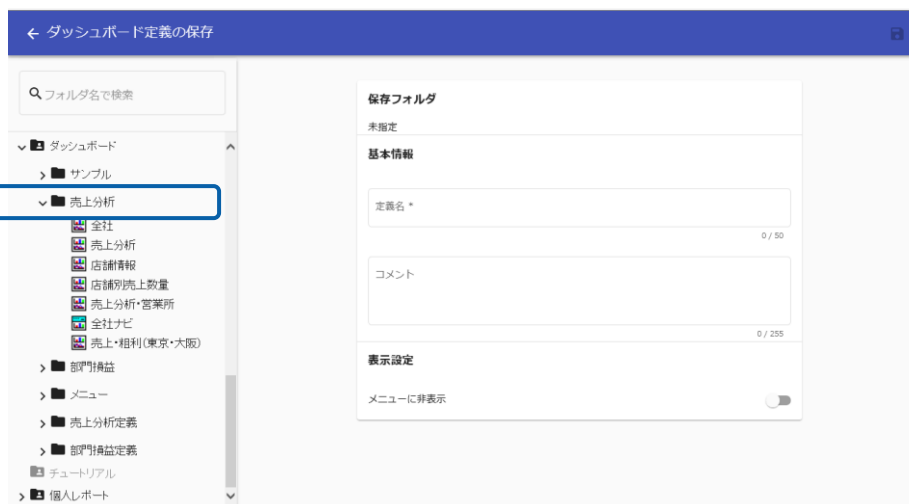 ダッシュボード定義の保存
フォルダ名で検索
ダッシュボード
サンプル
売上分析
全社
売上分析
店舗情報
店舗別売上数量
売上分析・営業所
全社ナビ
売上・粗利(東京・大阪)
部門損益
メニュー
売上分析定義
部門損益定義
チュートリアル
個人レポート
保存フォルダ
未指定
基本情報
定義名 *
0 / 50
コメント
0 / 255
表示設定
メニューに非表示